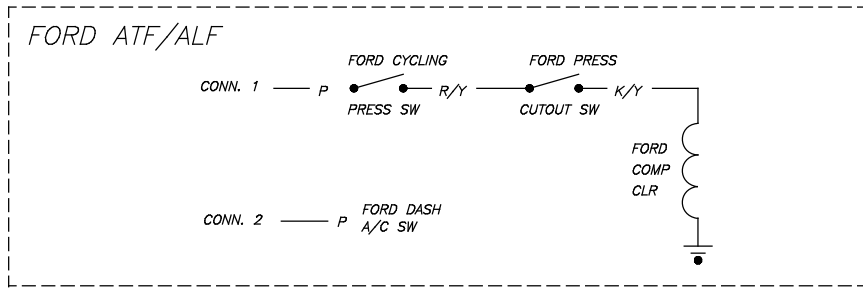 FORD ATF/ALF
FORD CYCLING
FORD PRESS
CONN. 1
P
R/Y
K/Y
PRESS SW
CUTOUT SW
FORD
COMP
CLR
CONN. 2
P
FORD DASH
A/C SW